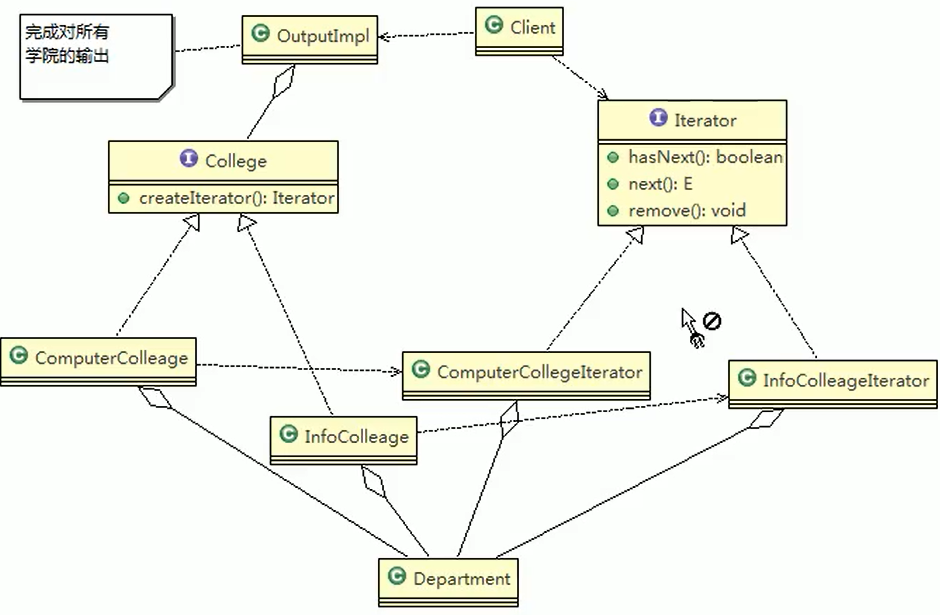 完成对所有
学院的输出
OutputImpl
Client
Iterator
hasNext(): boolean
next(): E
remove(): void
College
createIterator(): Iterator
ComputerColleage
ComputerCollegeIterator
InfoColleageIterator
InfoColleage
Department